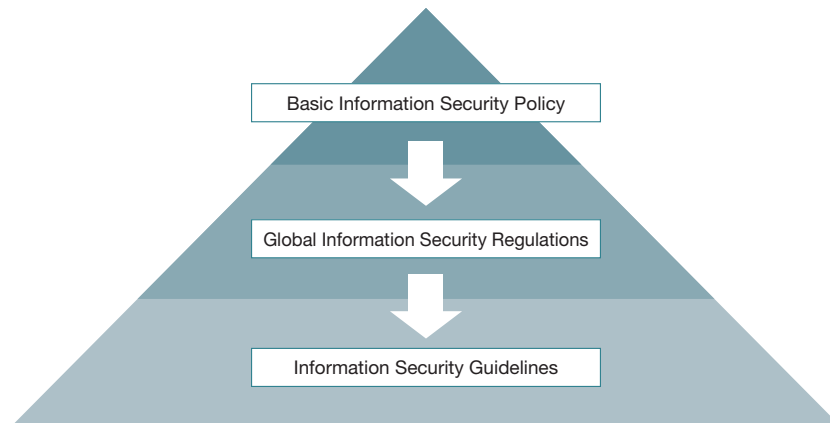 Basic Information Security Policy
Global Information Security Regulations
Information Security Guidelines